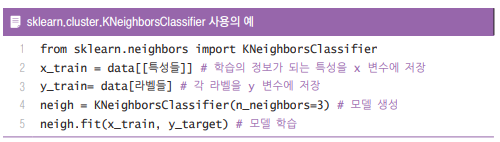 sklearn.cluster.KNeighborsClassifier 사용의 예
1 from sklearn.neighbors import KNeighborsClassifier
2 x_train = data[[특성들]] # 학습의 정보가 되는 특성을 x 변수에 저장
3 y_train= data[라벨들] # 각 라벨을 y 변수에 저장
4 neigh = KNeighborsClassifier(n_neighbors=3) # 모델 생성
5 neigh.fit(x_train, y_target) # 모델 학습